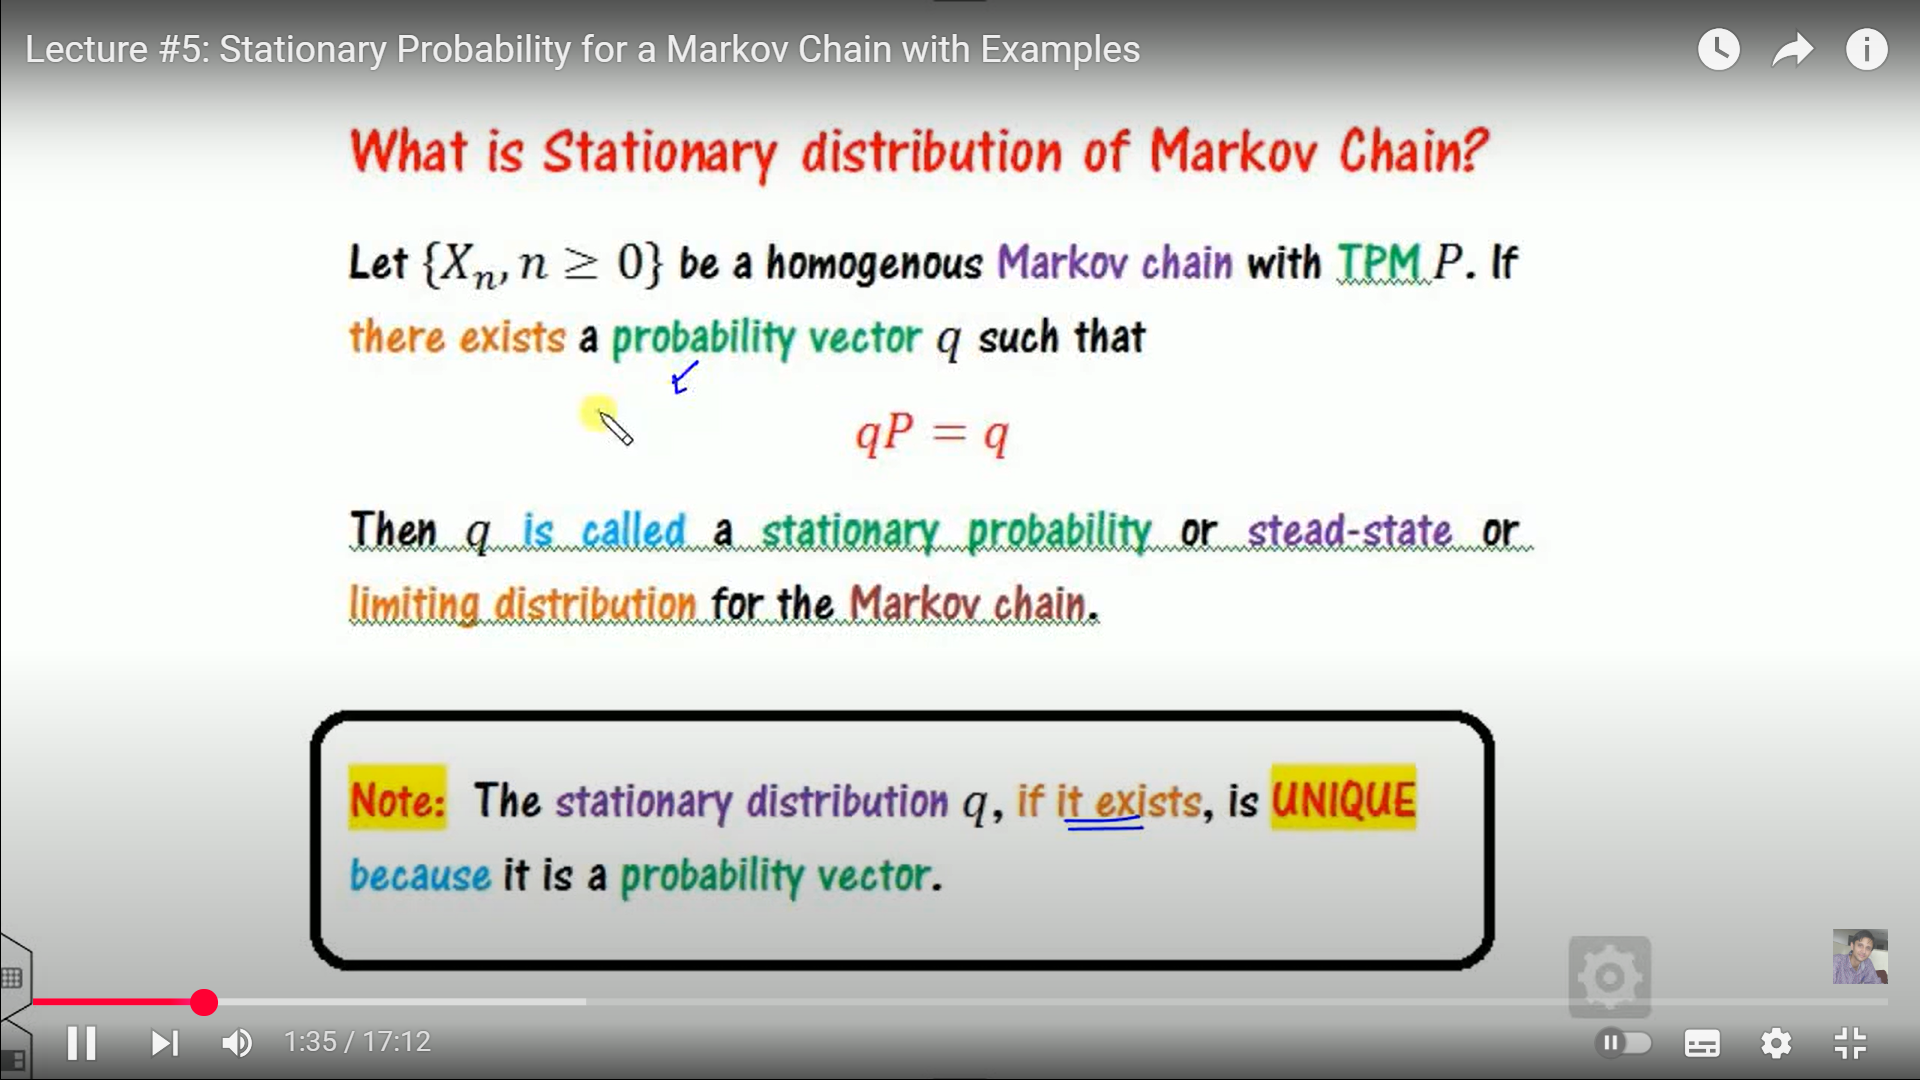 Lecture #5: Stationary Probability for a Markov Chain with Examples
What is Stationary distribution of Markov Chain?
Let {Xₙ, n ≥ 0} be a homogenous Markov chain with TPM P. If
there exists a probability vector q such that
qP = q
Then q is called a stationary probability or stead-state or
limiting distribution for the Markov chain.
Note: The stationary distribution q, if it exists, is UNIQUE
because it is a probability vector.
1:35 / 17:12